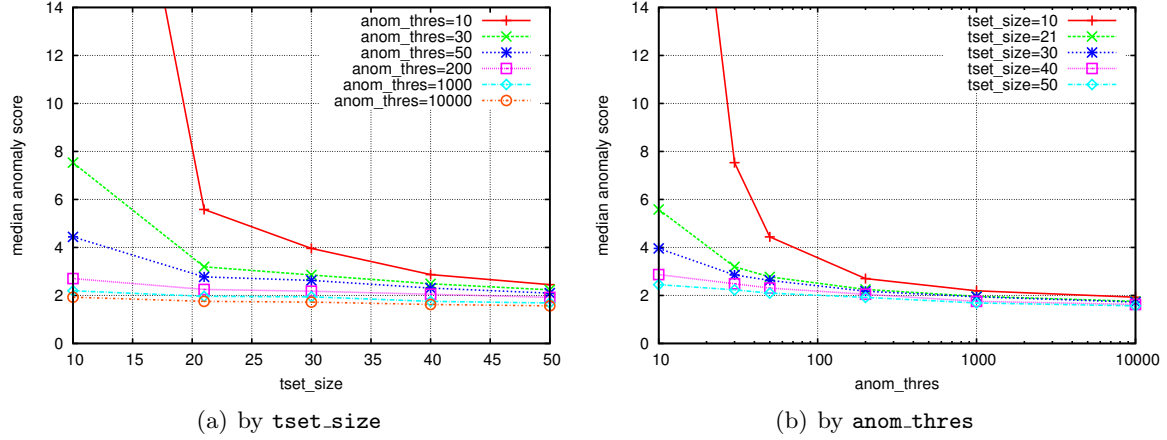 14
12
10
8
6
4
2
0
median anomaly score
10 15 20 25 30 35 40 45 50
tset_size
anom_thres=10
anom_thres=30
anom_thres=50
anom_thres=200
anom_thres=1000
anom_thres=10000
(a) by tset_size
14
12
10
8
6
4
2
0
median anomaly score
10 100 1000 10000
anom_thres
tset_size=10
tset_size=21
tset_size=30
tset_size=40
tset_size=50
(b) by anom_thres